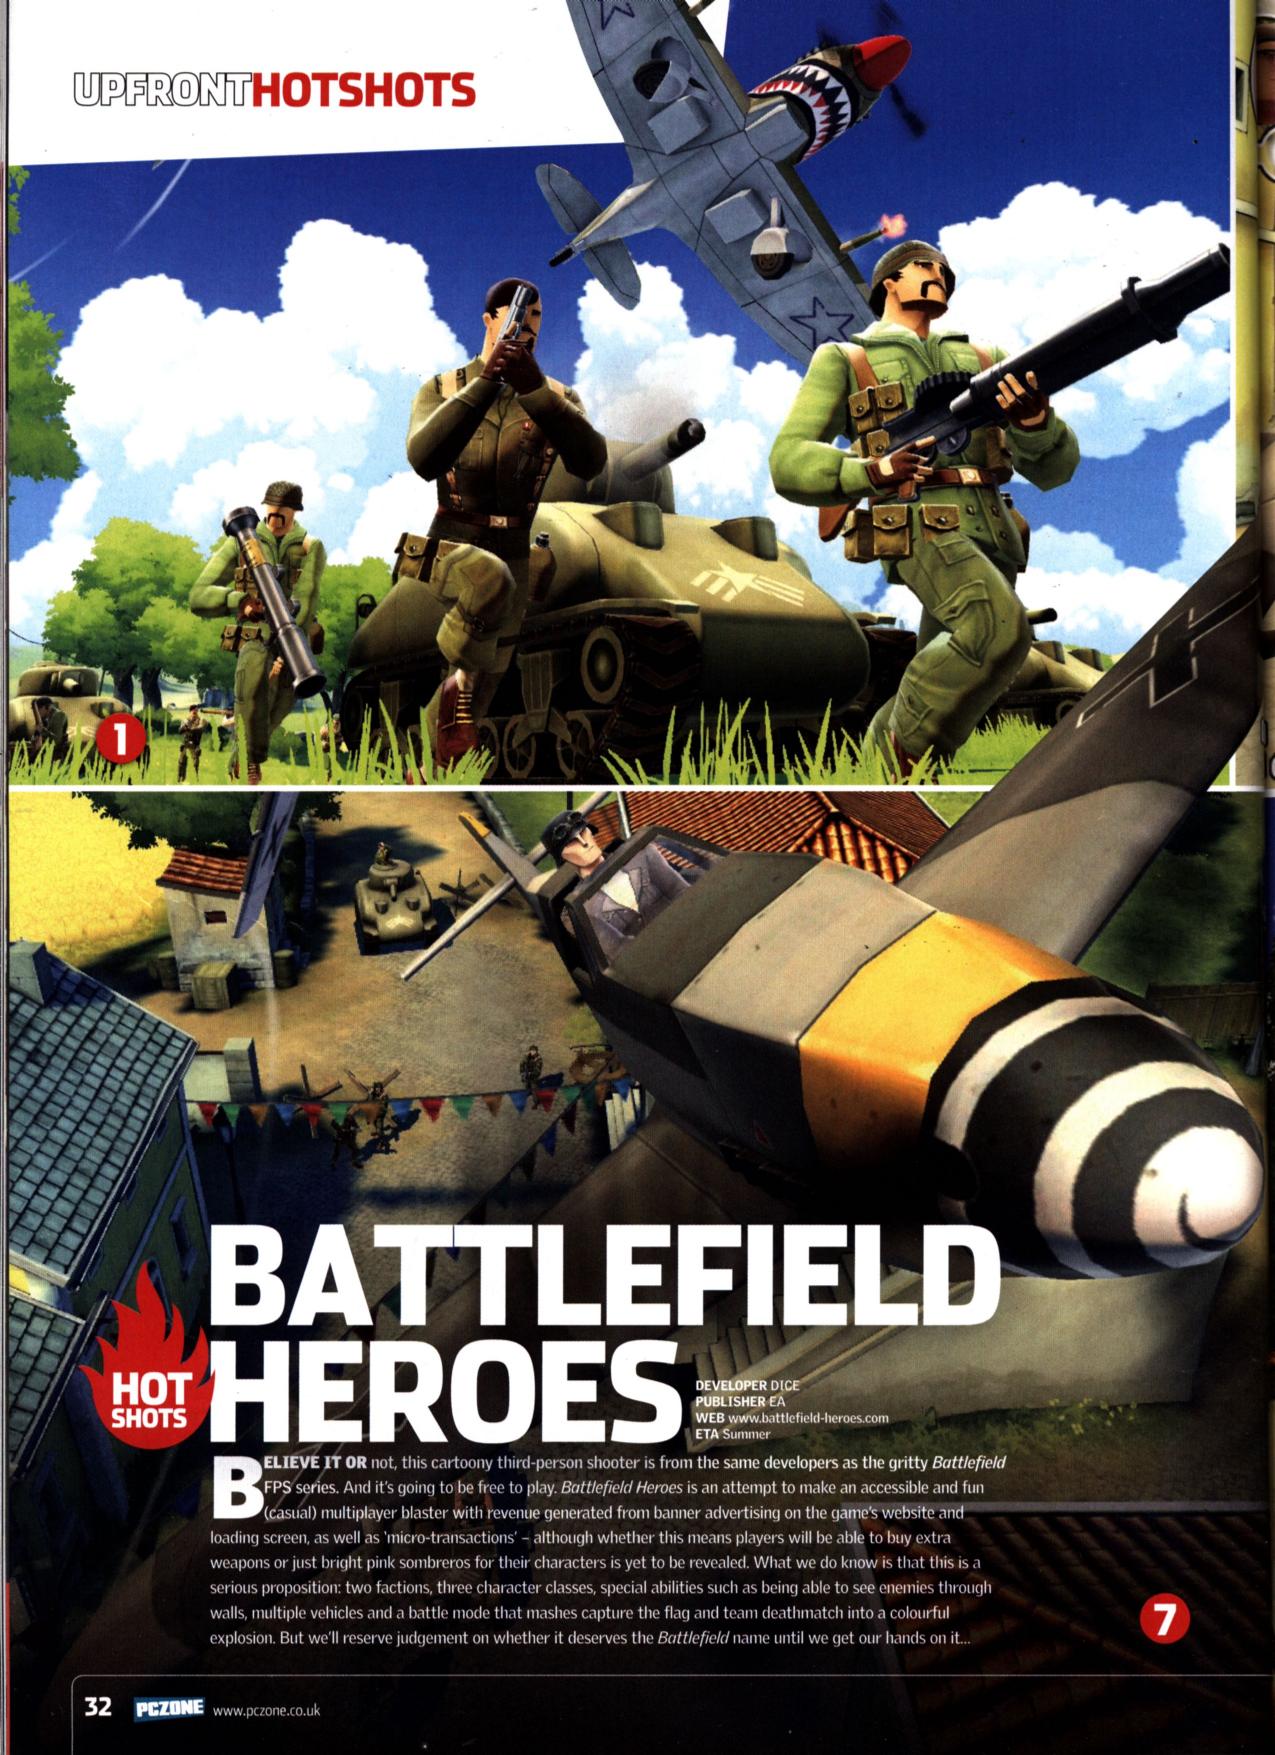 UPFRONTHOTSHOTS
1
BATTLEFIELD
HEROES
HOT
SHOTS
DEVELOPER DICE
PUBLISHER EA
WEB www.battlefield-heroes.com
ETA Summer
BELIEVE IT OR not, this cartoony third-person shooter is from the same developers as the gritty Battlefield
FPS series. And it's going to be free to play. Battlefield Heroes is an attempt to make an accessible and fun
(casual) multiplayer blaster with revenue generated from banner advertising on the game's website and
loading screen, as well as 'micro-transactions' – although whether this means players will be able to buy extra
weapons or just bright pink sombreros for their characters is yet to be revealed. What we do know is that this is a
serious proposition: two factions, three character classes, special abilities such as being able to see enemies through
walls, multiple vehicles and a battle mode that mashes capture the flag and team deathmatch into a colourful
explosion. But we'll reserve judgement on whether it deserves the Battlefield name until we get our hands on it...
7
32 PCZONE www.pczone.co.uk